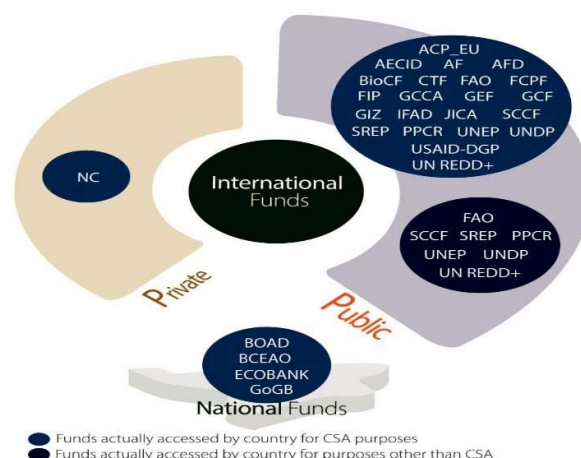 ACP_EU
AECID AF AFD
BioCF CTF FAO FCPF
FIP GCCA GEF GCF
GIZ IFAD JICA SCCF
SREP PPCR UNEP UNDP
USAID-DGP
UN REDD+
NC
International
Funds
FAO
SCCF SREP PPCR
UNEP UNDP
UN REDD+
Private
Public
BOAD
BCEAO
ECOBANK
GoGB
National Funds
Funds actually accessed by country for CSA purposes
Funds actually accessed by country for purposes other than CSA